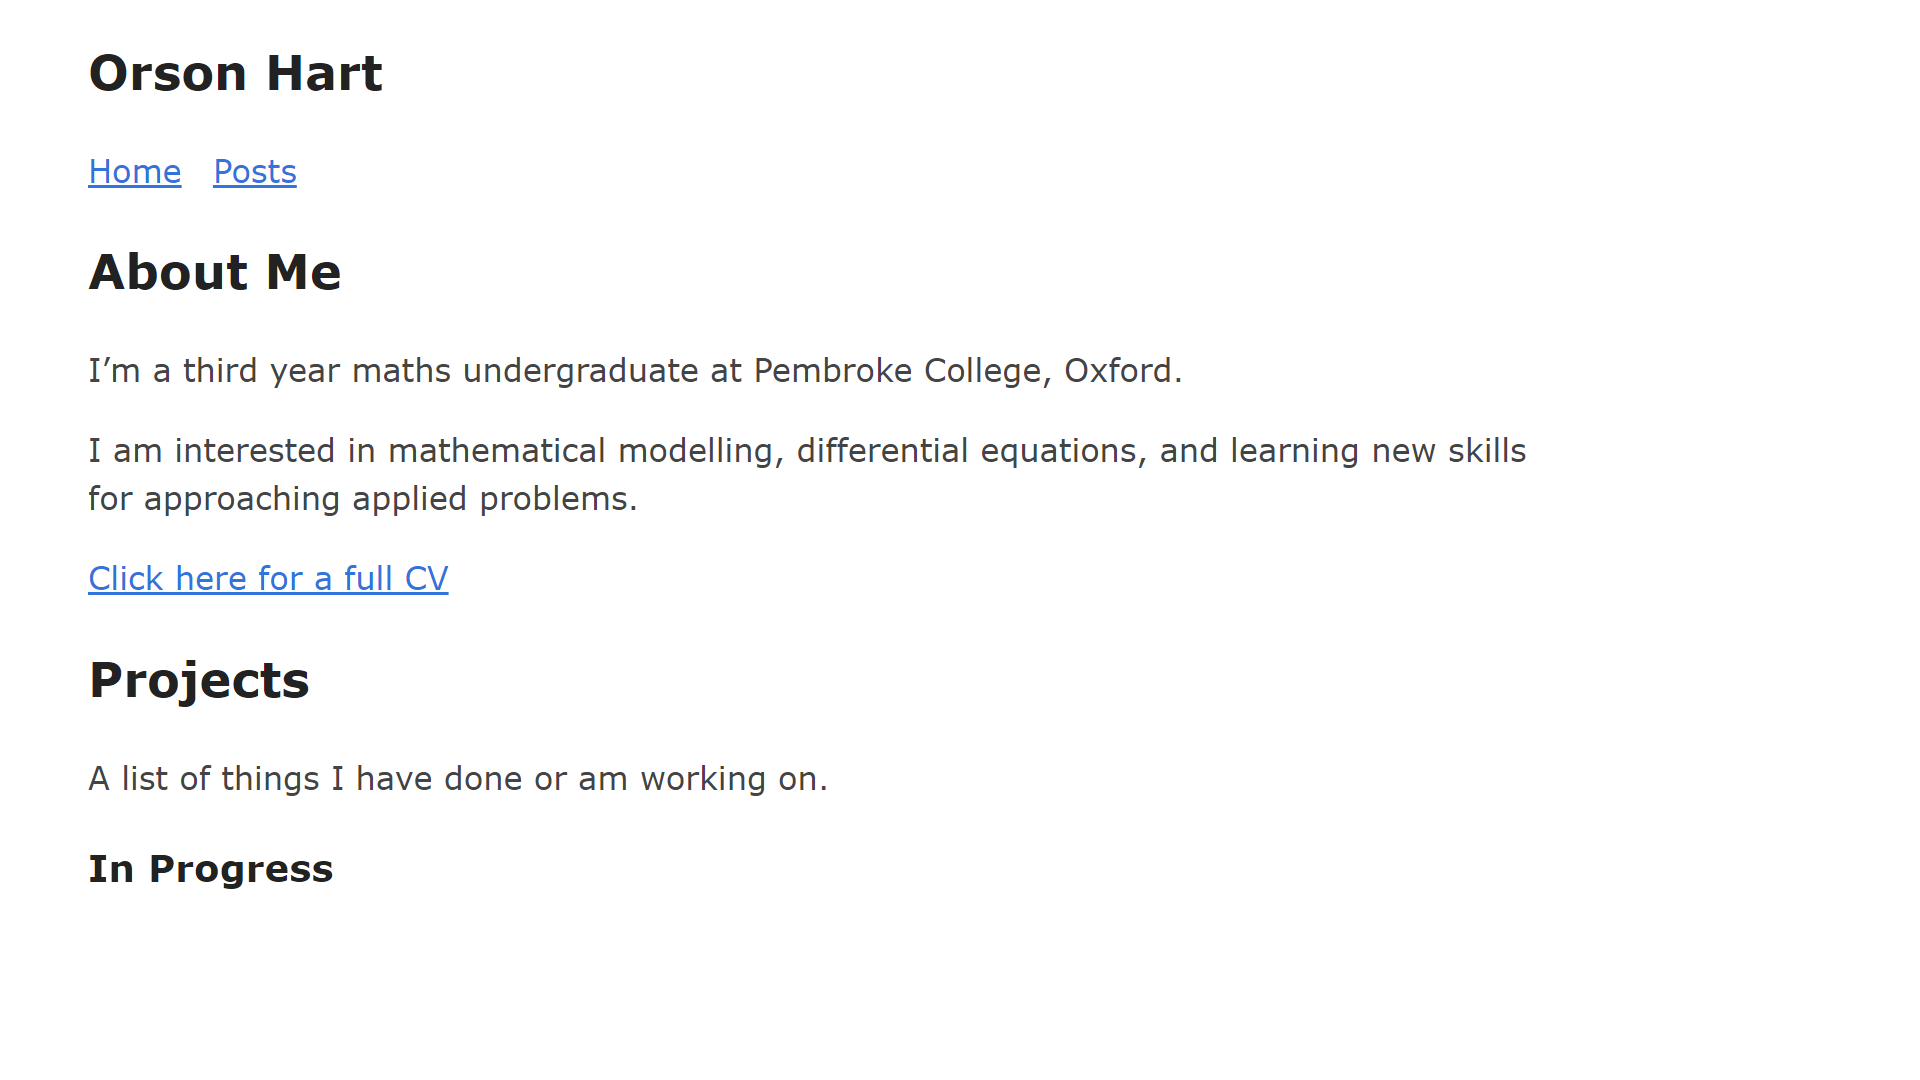 Orson Hart
Home Posts
About Me
I’m a third year maths undergraduate at Pembroke College, Oxford.
I am interested in mathematical modelling, differential equations, and learning new skills
for approaching applied problems.
Click here for a full CV
Projects
A list of things I have done or am working on.
In Progress